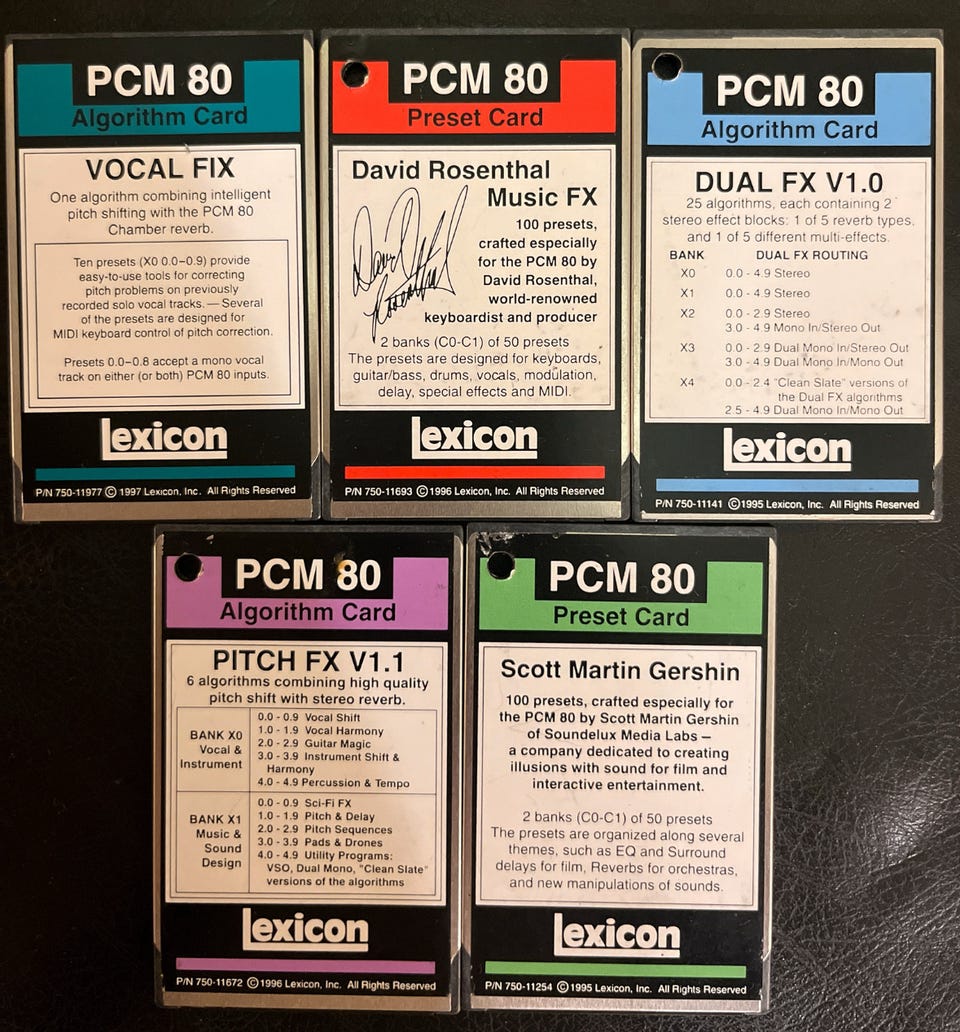 PCM 80
Algorithm Card
VOCAL FIX
One algorithm combining intelligent
pitch shifting with the PCM 80
Chamber reverb.
Ten presets (X0 0.0–0.9) provide
easy-to-use tools for correcting
pitch problems on previously
recorded solo vocal tracks. — Several
of the presets are designed for
MIDI keyboard control of pitch correction.
Presets 0.0–0.8 accept a mono vocal
track on either (or both) PCM 80 inputs.
Lexicon
P/N 750-11977 © 1997 Lexicon, Inc. All Rights Reserved
PCM 80
Preset Card
David Rosenthal
Music FX
David Rosenthal
100 presets,
crafted especially
for the PCM 80 by
David Rosenthal,
world-renowned
keyboardist and producer
2 banks (C0-C1) of 50 presets
The presets are designed for keyboards,
guitar/bass, drums, vocals, modulation,
delay, special effects and MIDI.
Lexicon
P/N 750-11693 © 1996 Lexicon, Inc. All Rights Reserved
PCM 80
Algorithm Card
DUAL FX V1.0
25 algorithms, each containing 2
stereo effect blocks: 1 of 5 reverb types,
and 1 of 5 different multi-effects.
BANK DUAL FX ROUTING
X0 0.0 - 4.9 Stereo
X1 0.0 - 4.9 Stereo
X2 0.0 - 2.9 Stereo
3.0 - 4.9 Mono In/Stereo Out
X3 0.0 - 2.9 Dual Mono In/Stereo Out
3.0 - 4.9 Dual Mono In/Mono Out
X4 0.0 - 2.4 "Clean Slate" versions of
the Dual FX algorithms
2.5 - 4.9 Dual Mono In/Mono Out
Lexicon
P/N 750-11141 ©1995 Lexicon, Inc. All Rights Reserved
PCM 80
Algorithm Card
PITCH FX V1.1
6 algorithms combining high quality
pitch shift with stereo reverb.
BANK X0
Vocal &
Instrument
0.0 - 0.9 Vocal Shift
1.0 - 1.9 Vocal Harmony
2.0 - 2.9 Guitar Magic
3.0 - 3.9 Instrument Shift &
Harmony
4.0 - 4.9 Percussion & Tempo
BANK X1
Music &
Sound
Design
0.0 - 0.9 Sci-Fi FX
1.0 - 1.9 Pitch & Delay
2.0 - 2.9 Pitch Sequences
3.0 - 3.9 Pads & Drones
4.0 - 4.9 Utility Programs:
VSO, Dual Mono, "Clean Slate"
versions of the algorithms
Lexicon
P/N 750-11672 ©1996 Lexicon, Inc. All Rights Reserved
PCM 80
Preset Card
Scott Martin Gershin
100 presets, crafted especially for
the PCM 80 by Scott Martin Gershin
of Soundelux Media Labs –
a company dedicated to creating
illusions with sound for film and
interactive entertainment.
2 banks (C0-C1) of 50 presets
The presets are organized along several
themes, such as EQ and Surround
delays for film, Reverbs for orchestras,
and new manipulations of sounds.
Lexicon
P/N 750-11254 ©1995 Lexicon, Inc. All Rights Reserved